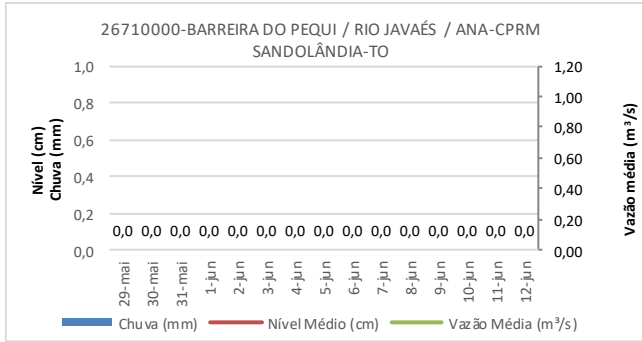 26710000-BARREIRA DO PEQUI / RIO JAVAÉS / ANA-CPRM
SANDOLÂNDIA-TO
Nível (cm)
Chuva (mm)
1,0
0,8
0,6
0,4
0,2
0,0
0,0 0,0 0,0 0,0 0,0 0,0 0,0 0,0 0,0 0,0 0,0 0,0 0,0 0,0 0,0
1,20
1,00
0,80
0,60
0,40
0,20
0,00
Vazão média (m³/s)
29-mai
30-mai
31-mai
1-jun
2-jun
3-jun
4-jun
5-jun
6-jun
7-jun
8-jun
9-jun
10-jun
11-jun
12-jun
Chuva (mm) Nível Médio (cm) Vazão Média (m³/s)